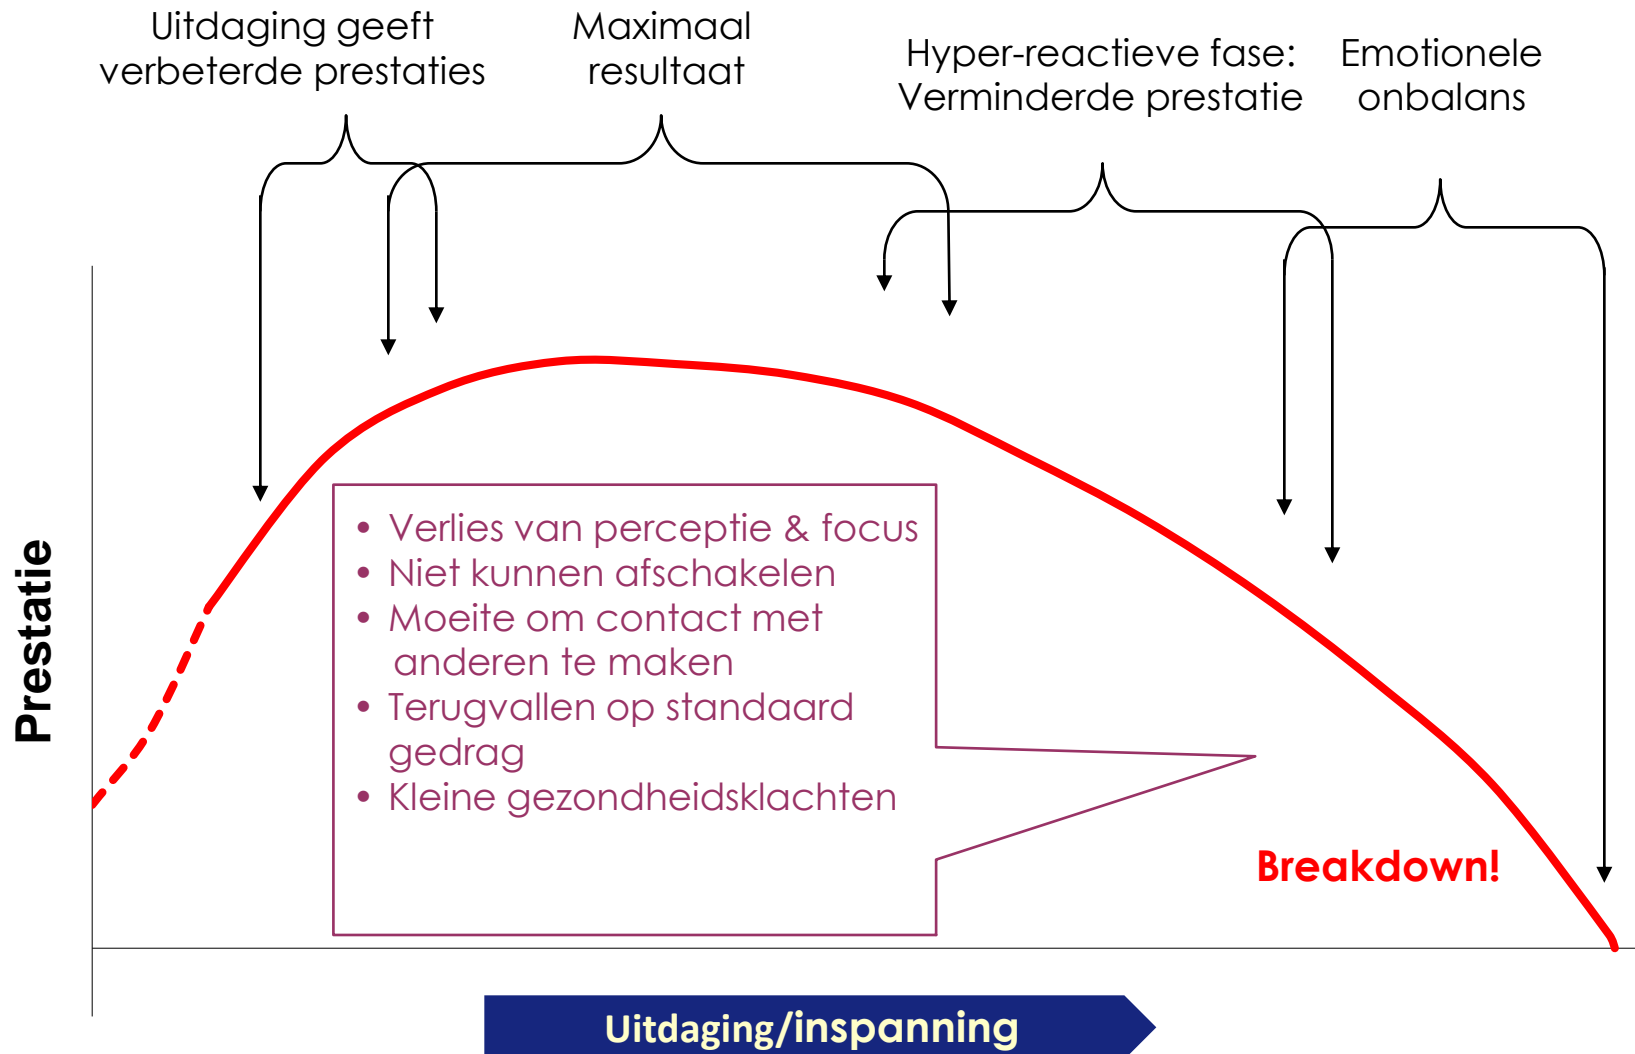 Uitdaging geeft
verbeterde prestaties
Maximaal
resultaat
Hyper-reactieve fase:
Verminderde prestatie
Emotionele
onbalans
Prestatie
• Verlies van perceptie & focus
• Niet kunnen afschakelen
• Moeite om contact met
anderen te maken
• Terugvallen op standaard
gedrag
• Kleine gezondheidsklachten
Breakdown!
Uitdaging/inspanning